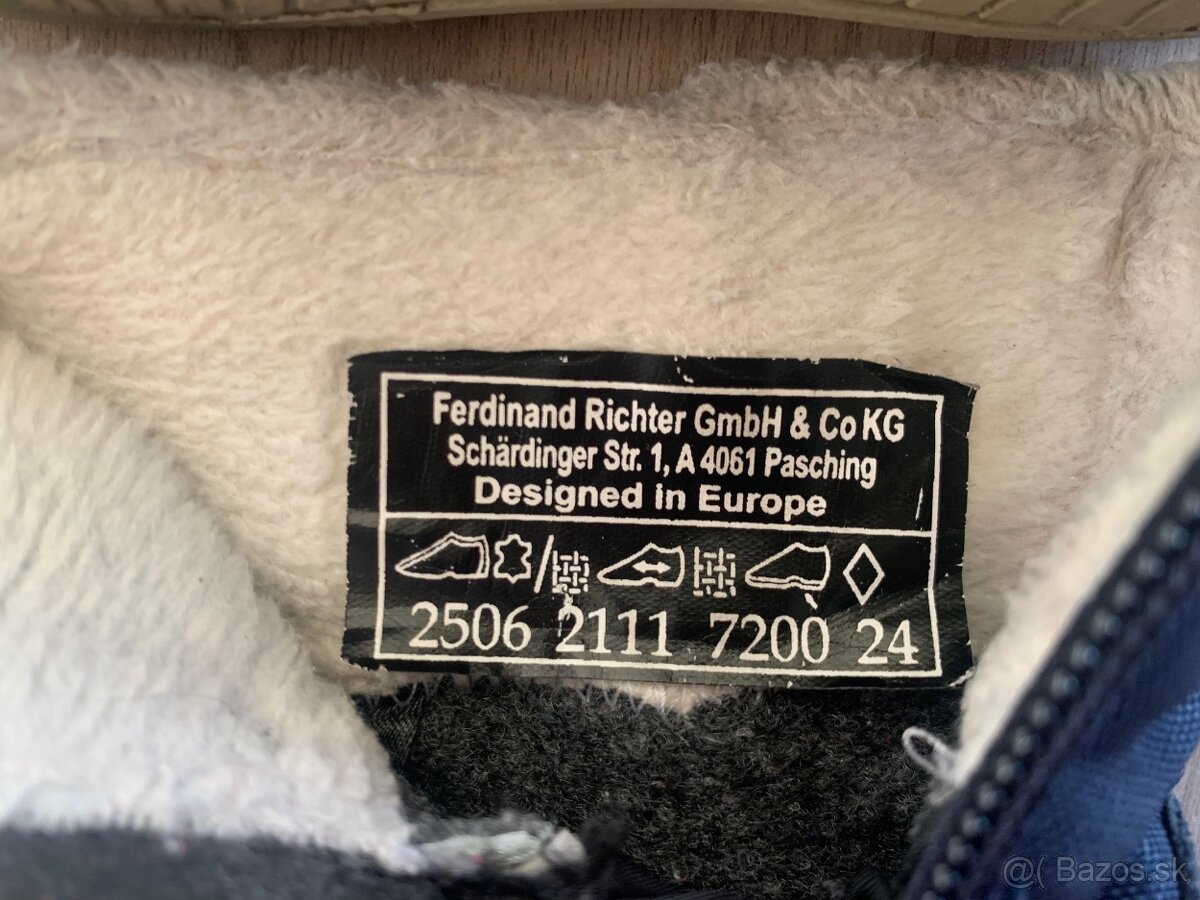 Ferdinand Richter GmbH & Co KG
Schärdinger Str. 1, A 4061 Pasching
Designed in Europe
2506 2111 7200 24
@( Bazos.sk